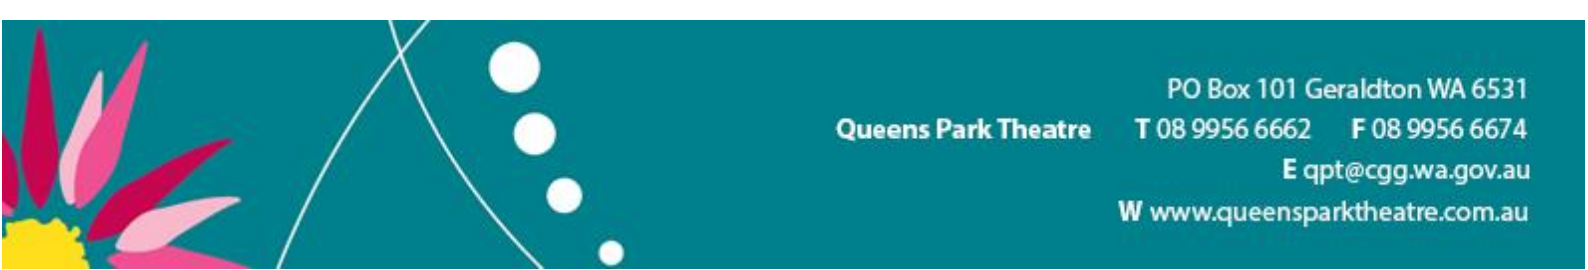 PO Box 101 Geraldton WA 6531
Queens Park Theatre T 08 9956 6662 F 08 9956 6674
E qpt@cgg.wa.gov.au
W www.queensparktheatre.com.au